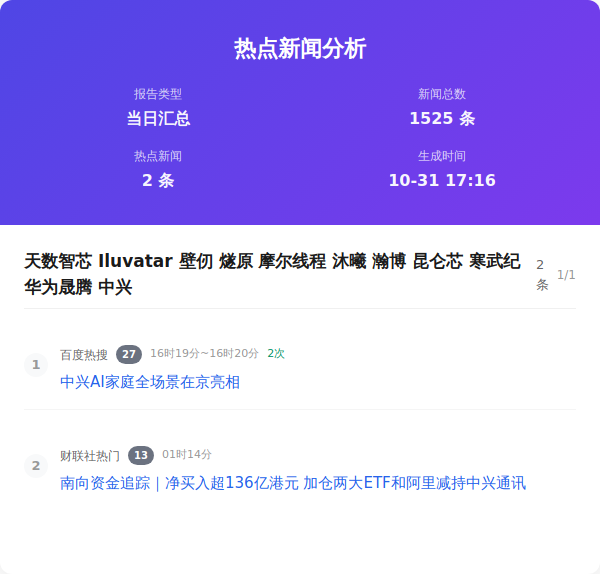 热点新闻分析
报告类型
新闻总数
当日汇总
1525 条
热点新闻
生成时间
2 条
10-31 17:16
天数智芯 Iluvatar 壁仞 燧原 摩尔线程 沐曦 瀚博 昆仑芯 寒武纪
华为晟腾 中兴
2
条
1/1
1
百度热搜 27 16时19分~16时20分 2次
中兴AI家庭全场景在京亮相
2
财联社热门 13 01时14分
南向资金追踪｜净买入超136亿港元 加仓两大ETF和阿里减持中兴通讯